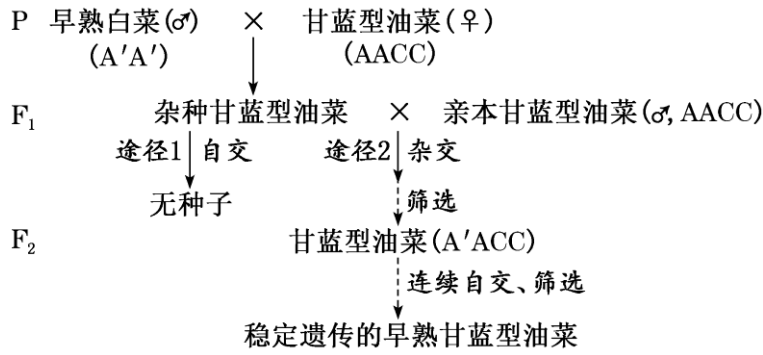 P 早熟白菜(♂) × 甘蓝型油菜(♀)
(A′A′) (AACC)
F₁ 杂种甘蓝型油菜 × 亲本甘蓝型油菜(♂, AACC)
途径1 自交 途径2 杂交
无种子 筛选
F₂ 甘蓝型油菜(A′ACC)
连续自交、筛选
稳定遗传的早熟甘蓝型油菜